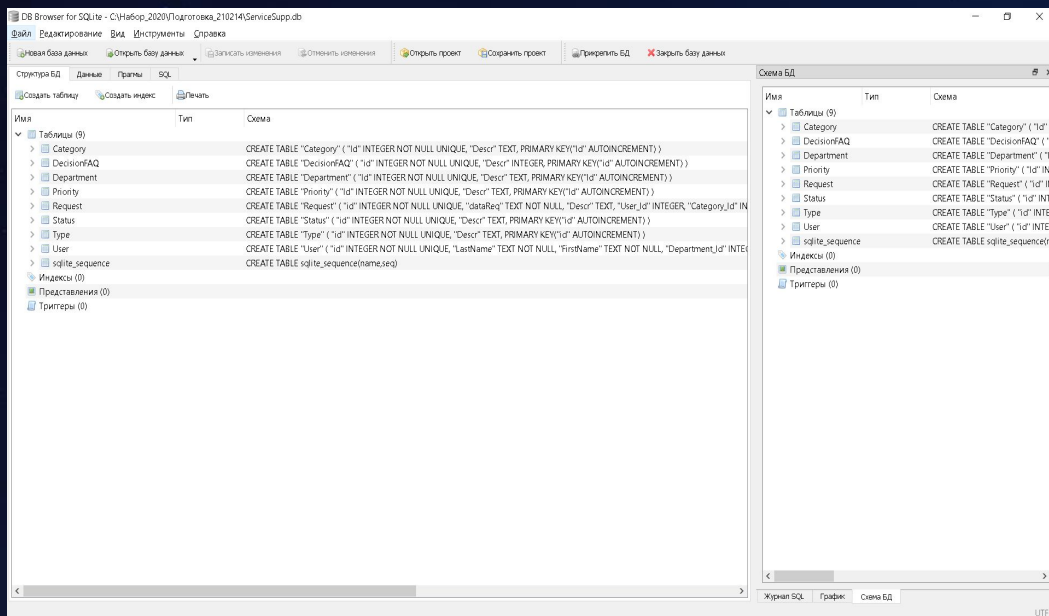 DB Browser for SQLite - C:\Набор_2020\Подготовка_210214\ServiceSupp.db
Файл Редактирование Вид Инструменты Справка
Новая база данных Открыть базу данных Записать изменения Отменить изменения Открыть проект Сохранить проект Прикрепить БД Закрыть базу данных
Структура БД Данные Прагмы SQL
Создать таблицу Создать индекс Печать
Имя Тип Схема
Таблицы (9)
Category CREATE TABLE "Category" ( "Id" INTEGER NOT NULL UNIQUE, "Descr" TEXT, PRIMARY KEY("Id" AUTOINCREMENT) )
DecisionFAQ CREATE TABLE "DecisionFAQ" ( "id" INTEGER NOT NULL UNIQUE, "Descr" INTEGER, PRIMARY KEY("id" AUTOINCREMENT) )
Department CREATE TABLE "Department" ( "Id" INTEGER NOT NULL UNIQUE, "Descr" TEXT, PRIMARY KEY("Id" AUTOINCREMENT) )
Priority CREATE TABLE "Priority" ( "Id" INTEGER NOT NULL UNIQUE, "Descr" TEXT, PRIMARY KEY("Id" AUTOINCREMENT) )
Request CREATE TABLE "Request" ( "id" INTEGER NOT NULL UNIQUE, "dataReq" TEXT NOT NULL, "Descr" TEXT, "User_Id" INTEGER, "Category_Id" IN
Status CREATE TABLE "Status" ( "id" INTEGER NOT NULL UNIQUE, "Descr" TEXT, PRIMARY KEY("id" AUTOINCREMENT) )
Type CREATE TABLE "Type" ( "id" INTEGER NOT NULL UNIQUE, "Descr" TEXT, PRIMARY KEY("id" AUTOINCREMENT) )
User CREATE TABLE "User" ( "id" INTEGER NOT NULL UNIQUE, "LastName" TEXT NOT NULL, "FirstName" TEXT NOT NULL, "Department_Id" INTEG
sqlite_sequence CREATE TABLE sqlite_sequence(name,seq)
Индексы (0)
Представления (0)
Триггеры (0)
Схема БД
Имя Тип Схема
Таблицы (9)
Category CREATE TABLE "Category" ( "Id"
DecisionFAQ CREATE TABLE "DecisionFAQ" ( "
Department CREATE TABLE "Department" ( "I
Priority CREATE TABLE "Priority" ( "Id" IN
Request CREATE TABLE "Request" ( "id" I
Status CREATE TABLE "Status" ( "id" INT
Type CREATE TABLE "Type" ( "id" INTE
User CREATE TABLE "User" ( "id" INTE
sqlite_sequence CREATE TABLE sqlite_sequence(r
Индексы (0)
Представления (0)
Триггеры (0)
Журнал SQL График Схема БД
UTF